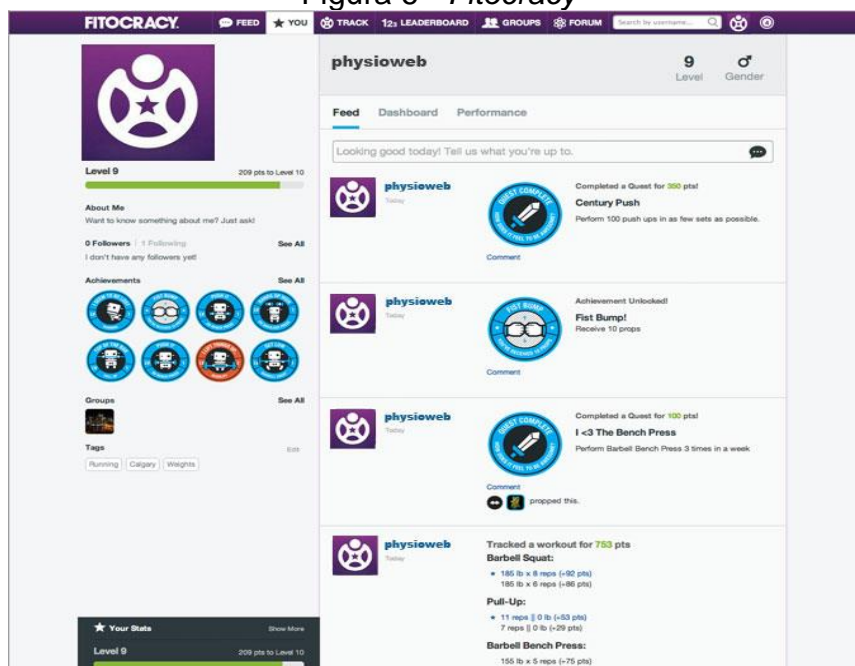 FITOCRACY.
FEED
YOU
TRACK
123 LEADERBOARD
GROUPS
FORUM
Search by username...
physioweb
9
Level
Gender
Feed
Dashboard
Performance
Looking good today! Tell us what you're up to.
Level 9
209 pts to Level 10
About Me
Want to know something about me? Just ask!
0 Followers | 1 Following
See All
I don't have any followers yet!
Achievements
See All
Groups
See All
Tags
Edit
Running
Calgary
Weights
Your Stats
Show More
Level 9
209 pts to Level 10
physioweb
Today
QUEST COMPLETE
Completed a Quest for 350 pts!
Century Push
Perform 100 push ups in as few sets as possible.
Comment
physioweb
Today
FIST BUMP
Achievement Unlocked!
Fist Bump!
Receive 10 props
Comment
physioweb
Today
QUEST COMPLETE
Completed a Quest for 100 pts!
I <3 The Bench Press
Perform Barbell Bench Press 3 times in a week
Comment
propped this.
physioweb
Today
Tracked a workout for 753 pts
Barbell Squat:
185 lb x 8 reps (+92 pts)
185 lb x 6 reps (+86 pts)
Pull-Up:
11 reps || 0 lb (+53 pts)
7 reps || 0 lb (+29 pts)
Barbell Bench Press:
155 lb x 5 reps (+75 pts)